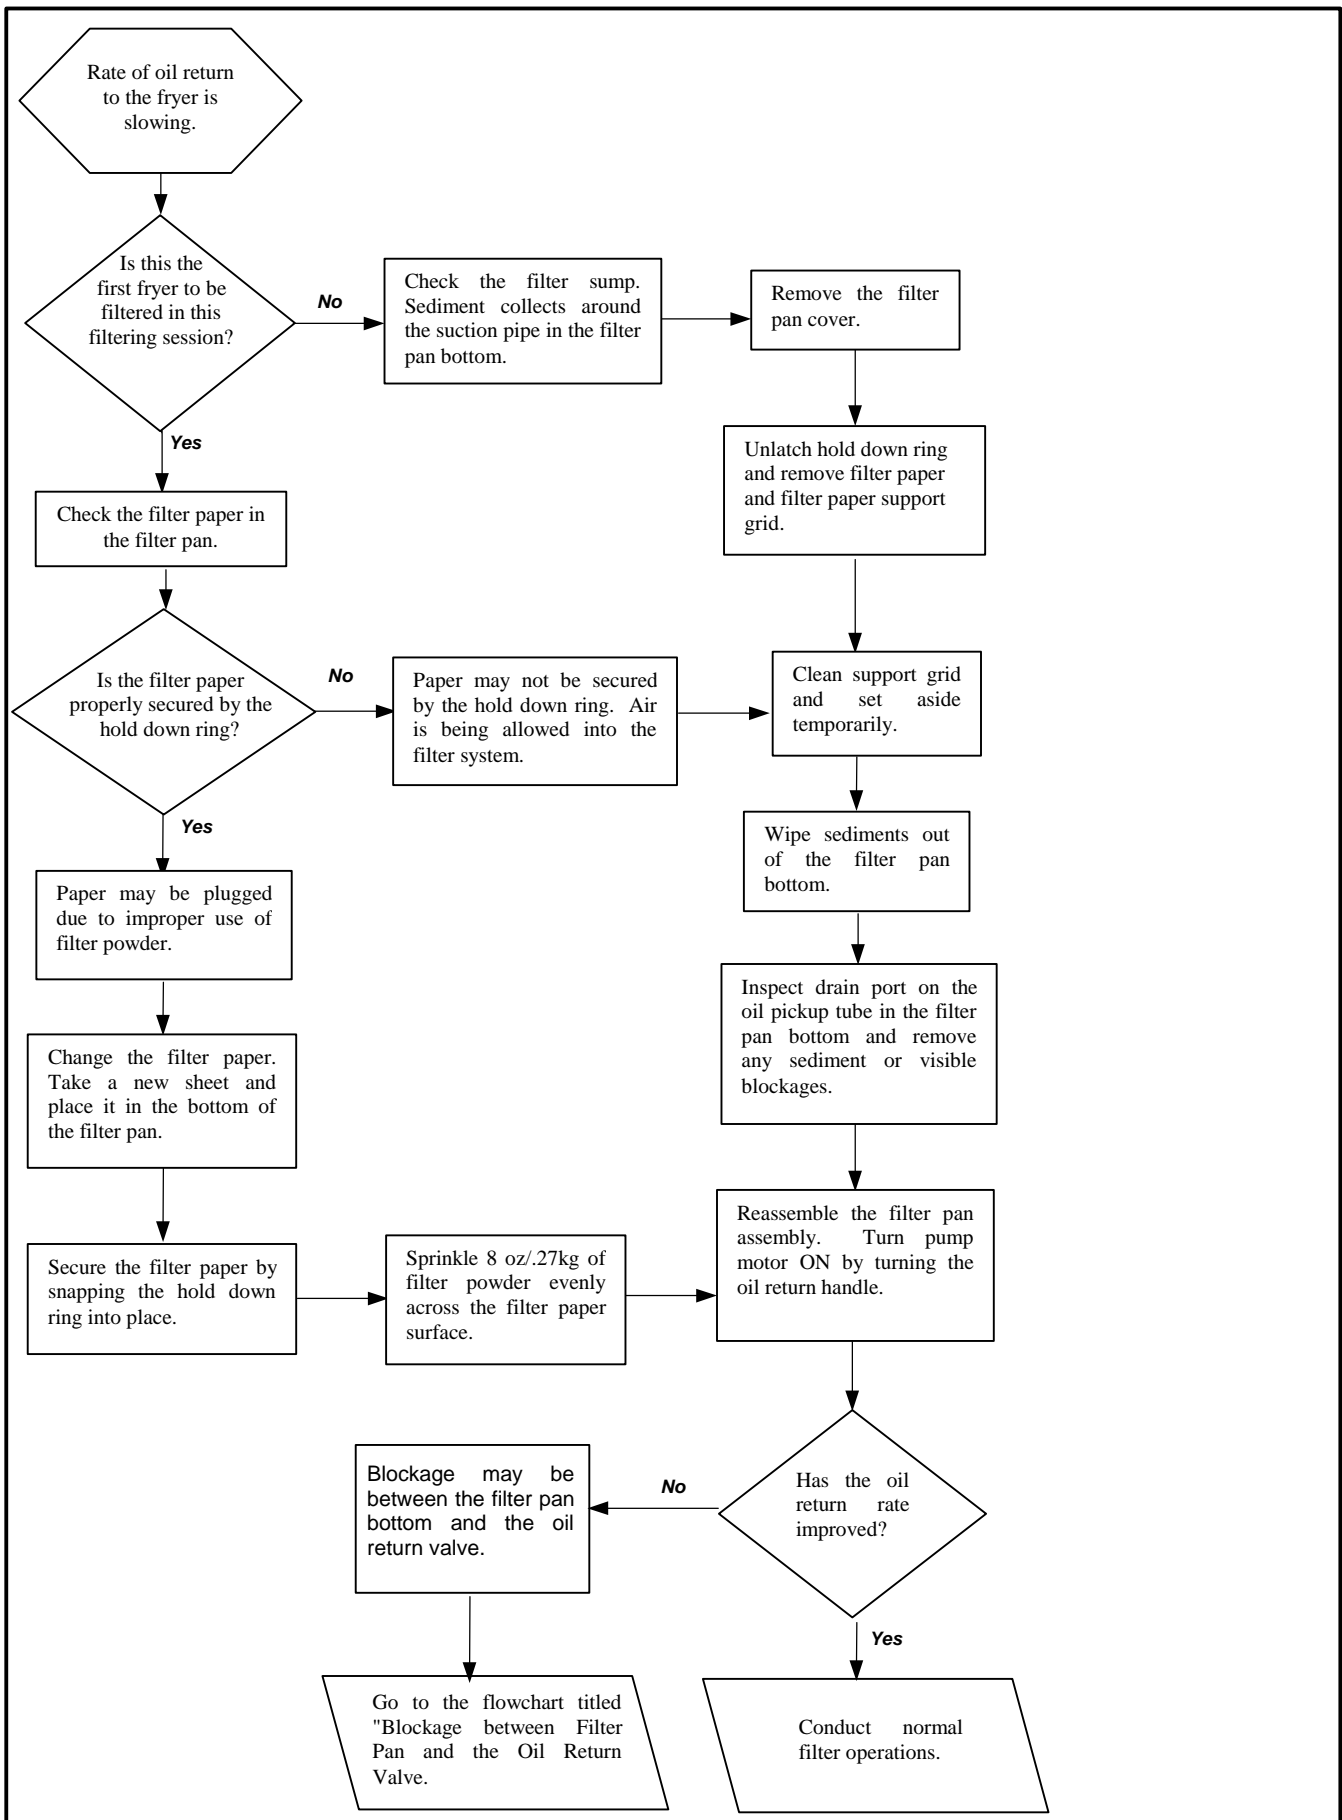 Rate of oil return
to the fryer is
slowing.
Is this the
first fryer to be
filtered in this
filtering session?
No
Check the filter sump.
Sediment collects around
the suction pipe in the filter
pan bottom.
Remove the filter
pan cover.
Yes
Unlatch hold down ring
and remove filter paper
and filter paper support
grid.
Check the filter paper in
the filter pan.
Is the filter paper
properly secured by the
hold down ring?
No
Paper may not be secured
by the hold down ring. Air
is being allowed into the
filter system.
Clean support grid
and set aside
temporarily.
Yes
Wipe sediments out
of the filter pan
bottom.
Paper may be plugged
due to improper use of
filter powder.
Inspect drain port on the
oil pickup tube in the filter
pan bottom and remove
any sediment or visible
blockages.
Change the filter paper.
Take a new sheet and
place it in the bottom of
the filter pan.
Secure the filter paper by
snapping the hold down
ring into place.
Sprinkle 8 oz/.27kg of
filter powder evenly
across the filter paper
surface.
Reassemble the filter pan
assembly. Turn pump
motor ON by turning the
oil return handle.
Has the oil
return rate
improved?
No
Blockage may be
between the filter pan
bottom and the oil
return valve.
Yes
Go to the flowchart titled
"Blockage between Filter
Pan and the Oil Return
Valve.
Conduct normal
filter operations.